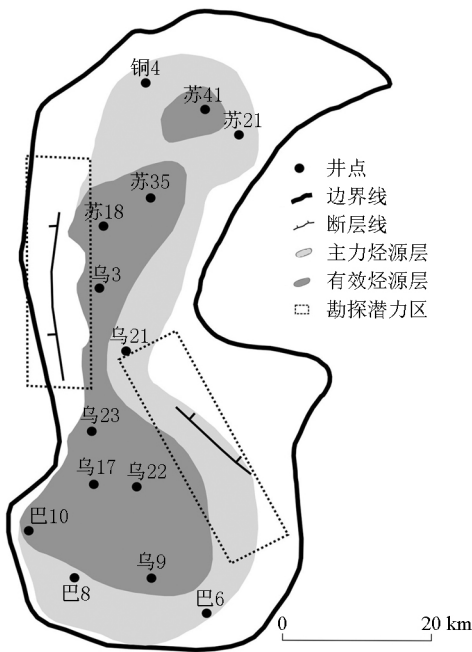 铜4
苏41
苏21
苏35
苏18
乌3
乌21
乌23
乌17
乌22
巴10
乌9
巴8
巴6
井点
边界线
断层线
主力烃源层
有效烃源层
勘探潜力区
0
20 km